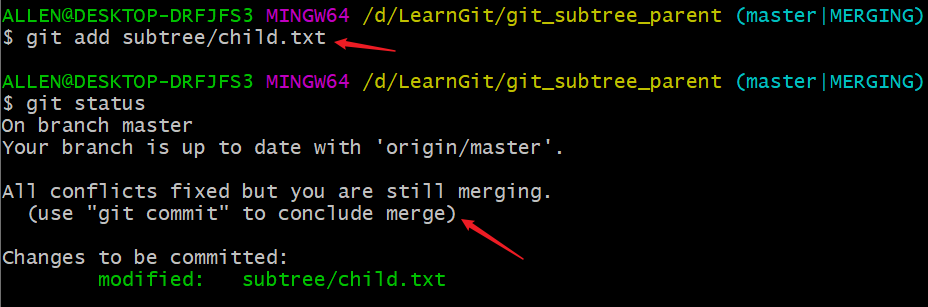 ALLEN@DESKTOP-DRFJFS3 MINGW64 /d/LearnGit/git_subtree_parent (master|MERGING)
$ git add subtree/child.txt
ALLEN@DESKTOP-DRFJFS3 MINGW64 /d/LearnGit/git_subtree_parent (master|MERGING)
$ git status
On branch master
Your branch is up to date with 'origin/master'.
All conflicts fixed but you are still merging.
  (use "git commit" to conclude merge)
Changes to be committed:
        modified:   subtree/child.txt